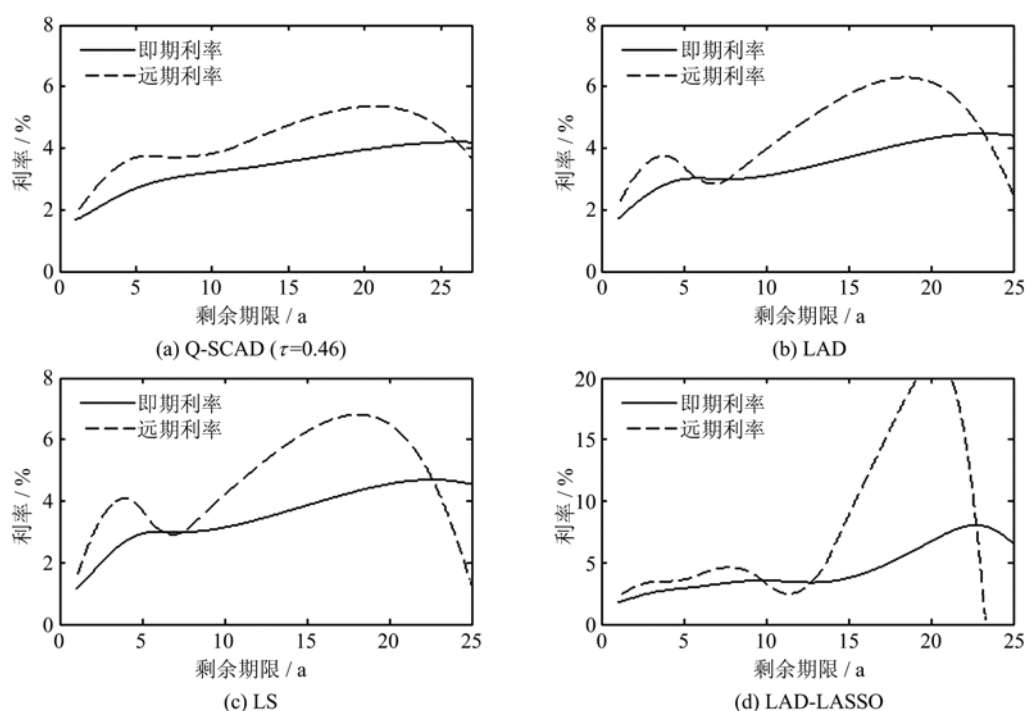 8
6
4
2
0
利率 / %
即期利率
远期利率
0 5 10 15 20 25
剩余期限 / a
(a) Q-SCAD (τ=0.46)
8
6
4
2
0
利率 / %
即期利率
远期利率
0 5 10 15 20 25
剩余期限 / a
(b) LAD
8
6
4
2
0
利率 / %
即期利率
远期利率
0 5 10 15 20 25
剩余期限 / a
(c) LS
20
15
10
5
0
利率 / %
即期利率
远期利率
0 5 10 15 20 25
剩余期限 / a
(d) LAD-LASSO